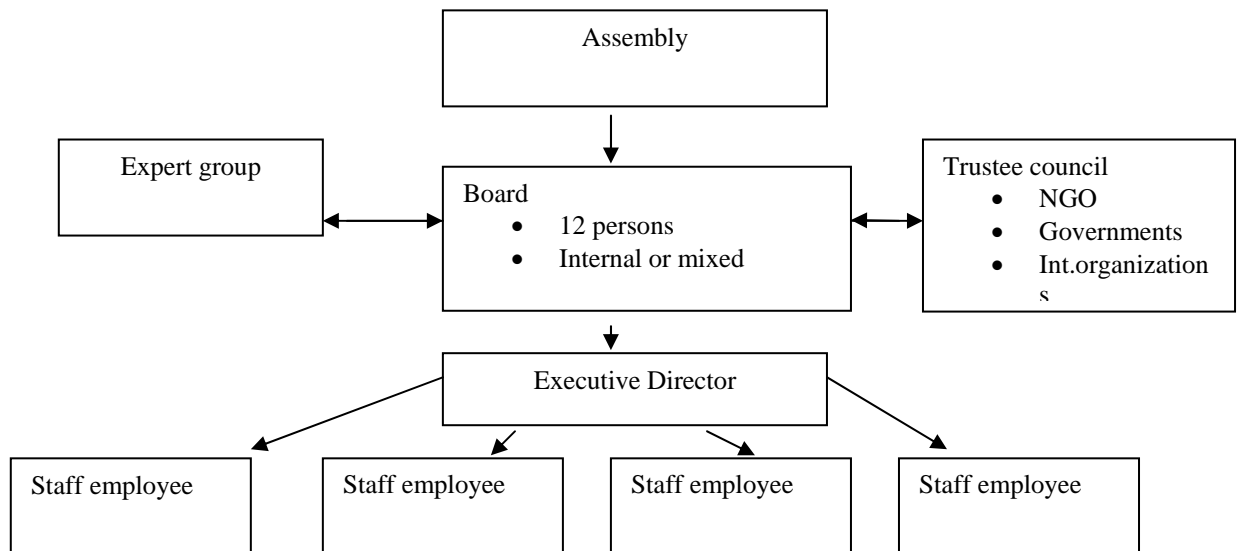 Assembly
Expert group
Board
• 12 persons
• Internal or mixed
Trustee council
• NGO
• Governments
• Int.organization
s
Executive Director
Staff employee
Staff employee
Staff employee
Staff employee